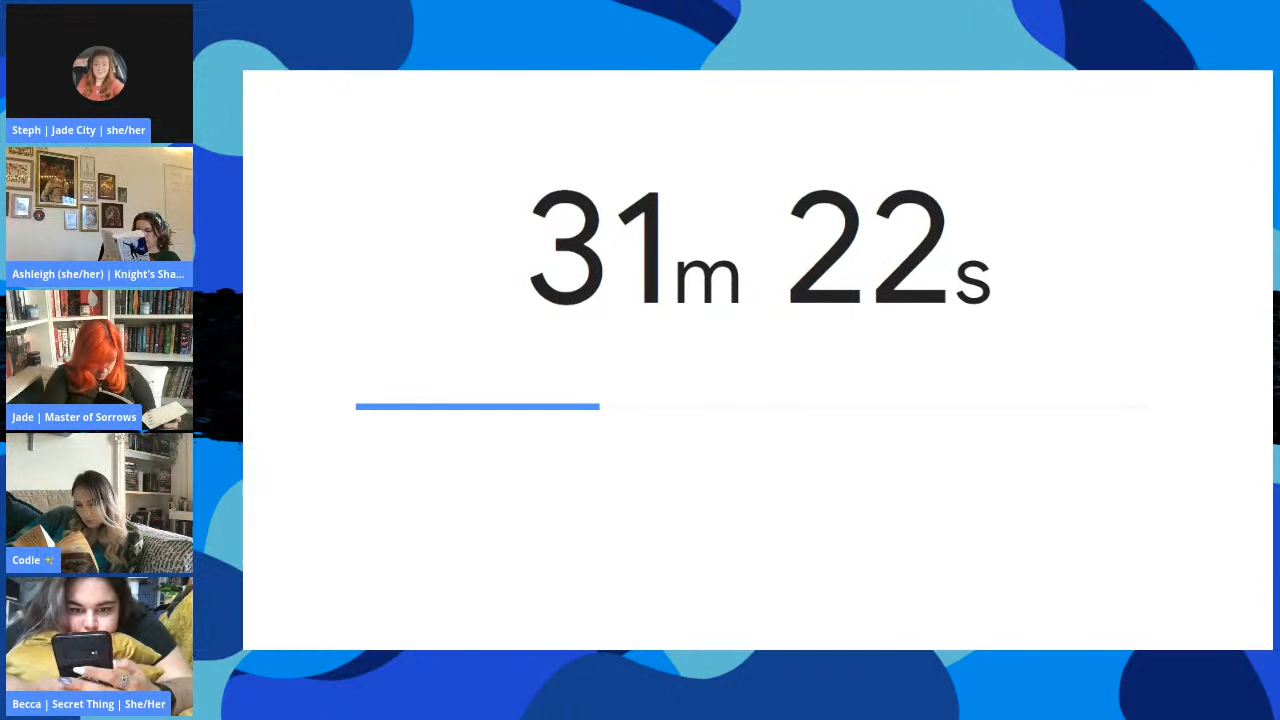 Steph | Jade City | she/her
Ashleigh (she/her) | Knight's Sha...
Jade | Master of Sorrows
Codie ✨
Becca | Secret Thing | She/Her
31m 22s